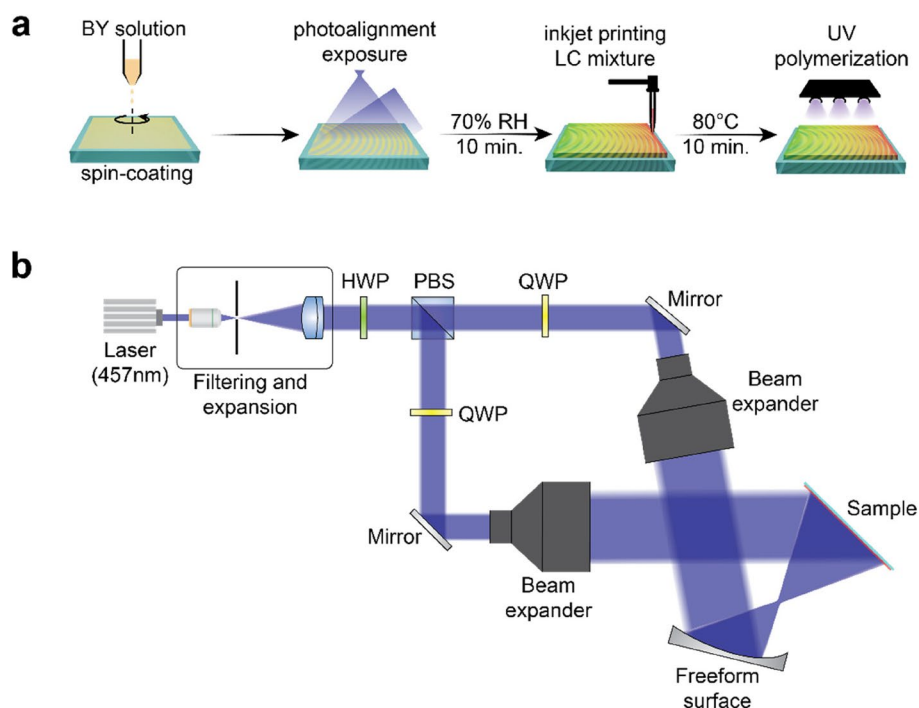 a
BY solution
spin-coating
photoalignment
exposure
70% RH
10 min.
inkjet printing
LC mixture
80°C
10 min.
UV
polymerization
b
HWP
PBS
QWP
Mirror
Laser
(457nm)
Filtering and
expansion
QWP
Beam
expander
Mirror
Beam
expander
Sample
Freeform
surface